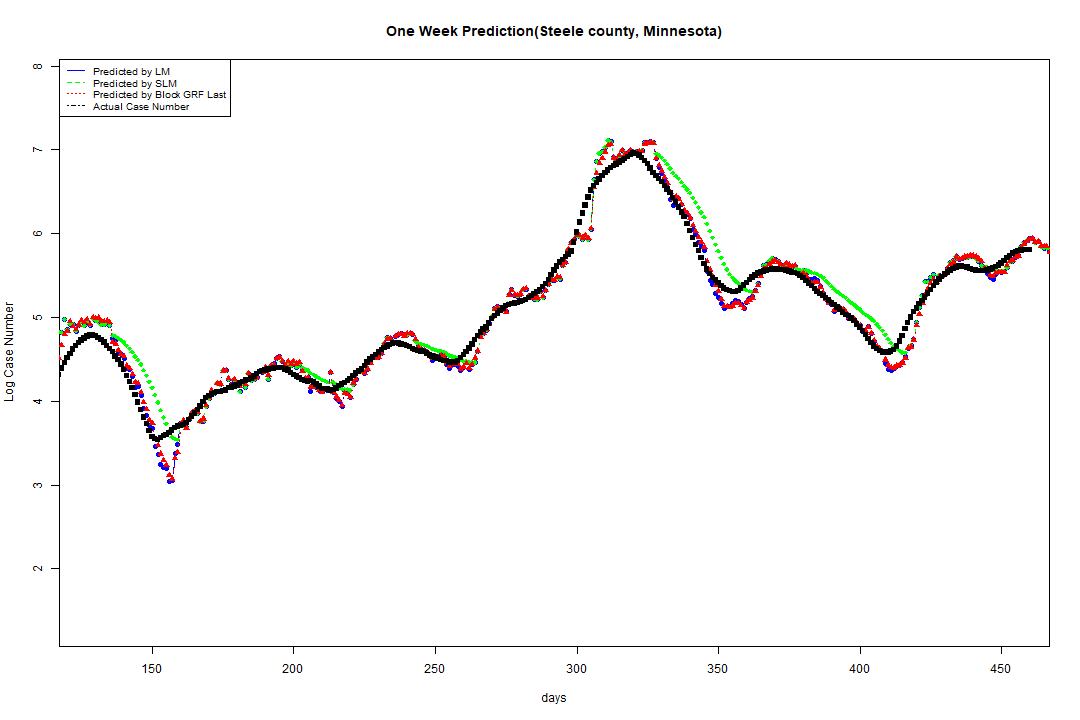 One Week Prediction(Steele county, Minnesota)
Predicted by LM
Predicted by SLM
Predicted by Block GRF Last
Actual Case Number
8
7
6
5
4
3
2
Log Case Number
150 200 250 300 350 400 450
days